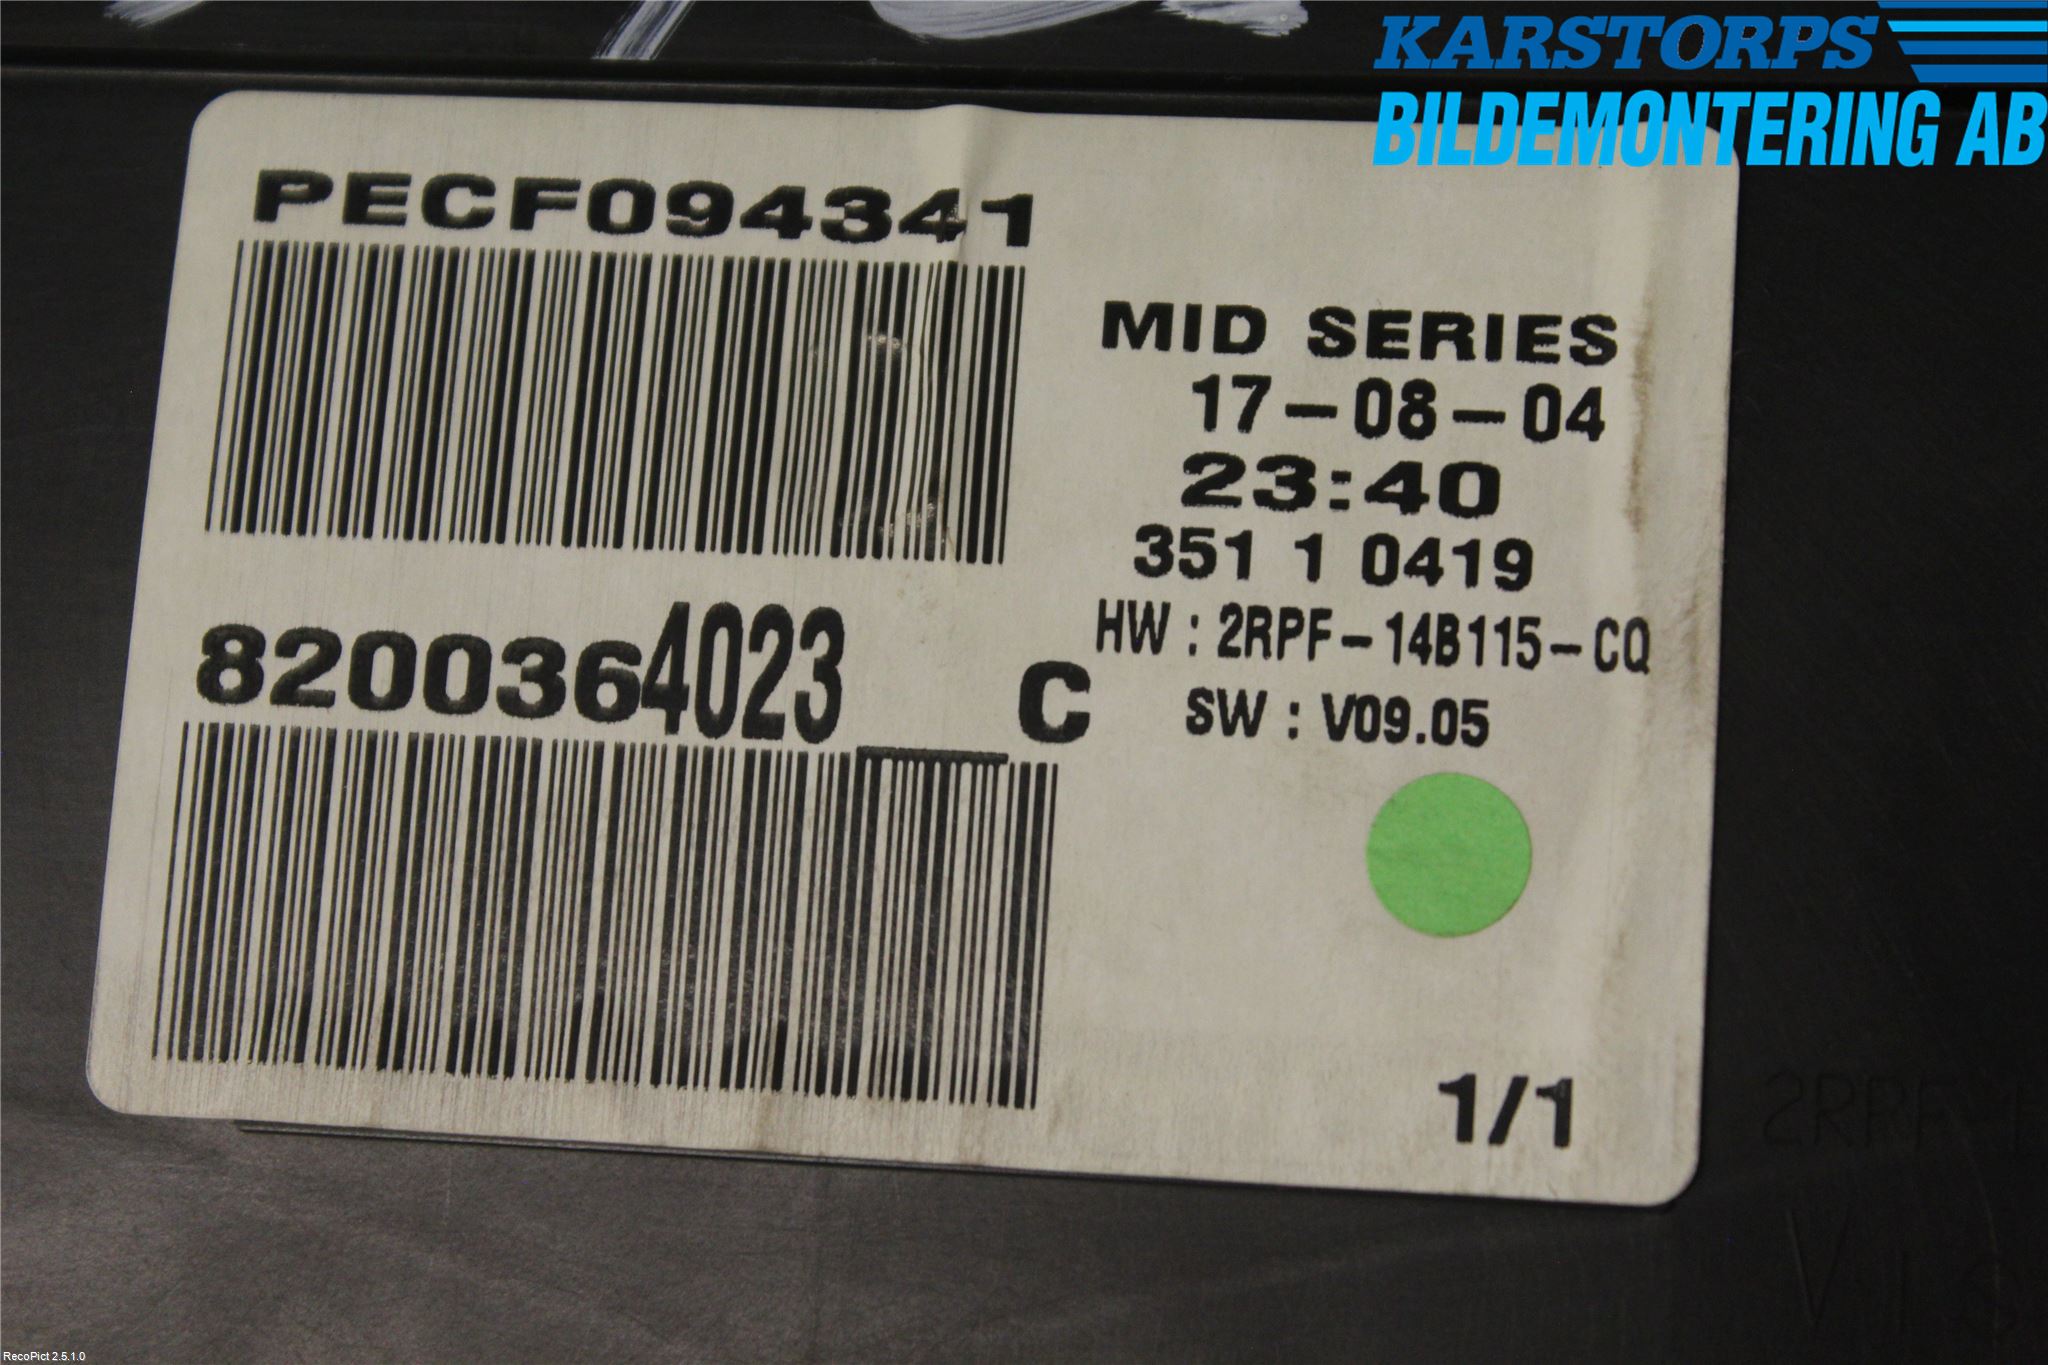 KARSTORPS
BILDEMONTERING AB
PECF094341
MID SERIES
17-08-04
23:40
351 1 0419
HW : 2RPF-14B115-CQ
SW : V09.05
8200364023__C
1/1
RecoPict 2.5.1.0